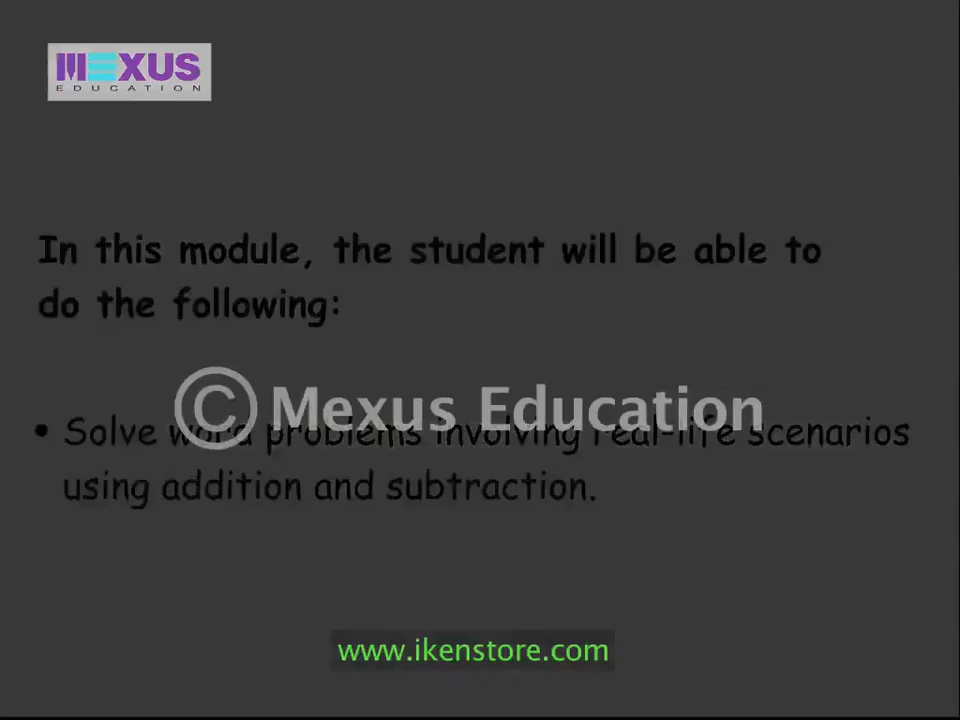 MEXUS
EDUCATION
In this module, the student will be able to
do the following:
© Mexus Education
• Solve word problems involving real-life scenarios
using addition and subtraction.
www.ikenstore.com